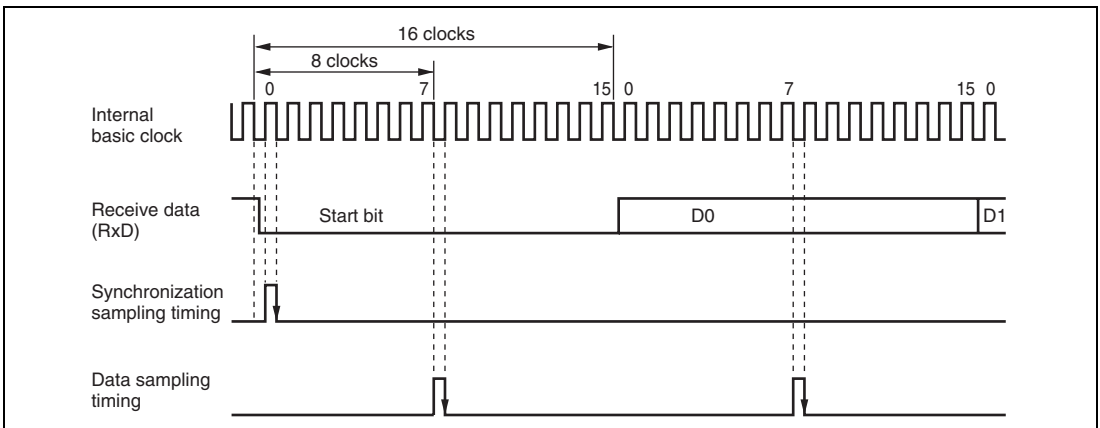 16 clocks
8 clocks
0 7 15 0 7 15 0
Internal
basic clock
Receive data
(RxD)
Start bit D0 D1
Synchronization
sampling timing
Data sampling
timing